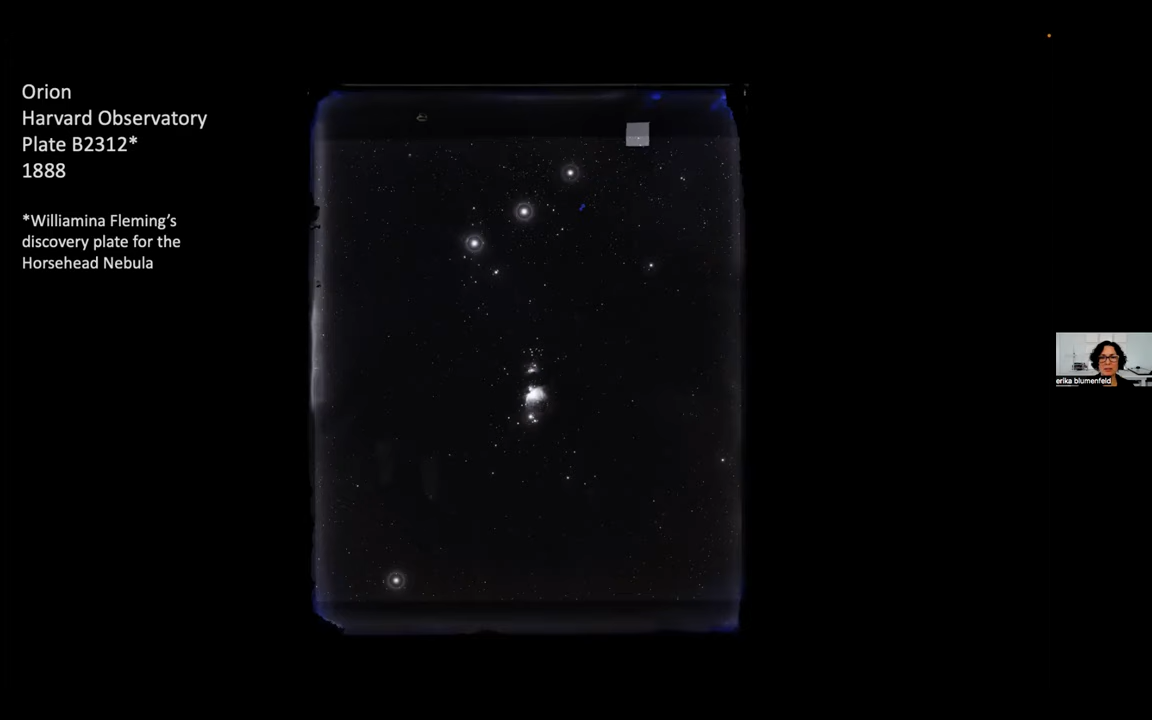 Orion
Harvard Observatory
Plate B2312*
1888
*Williamina Fleming’s
discovery plate for the
Horsehead Nebula
erika blumenfeld